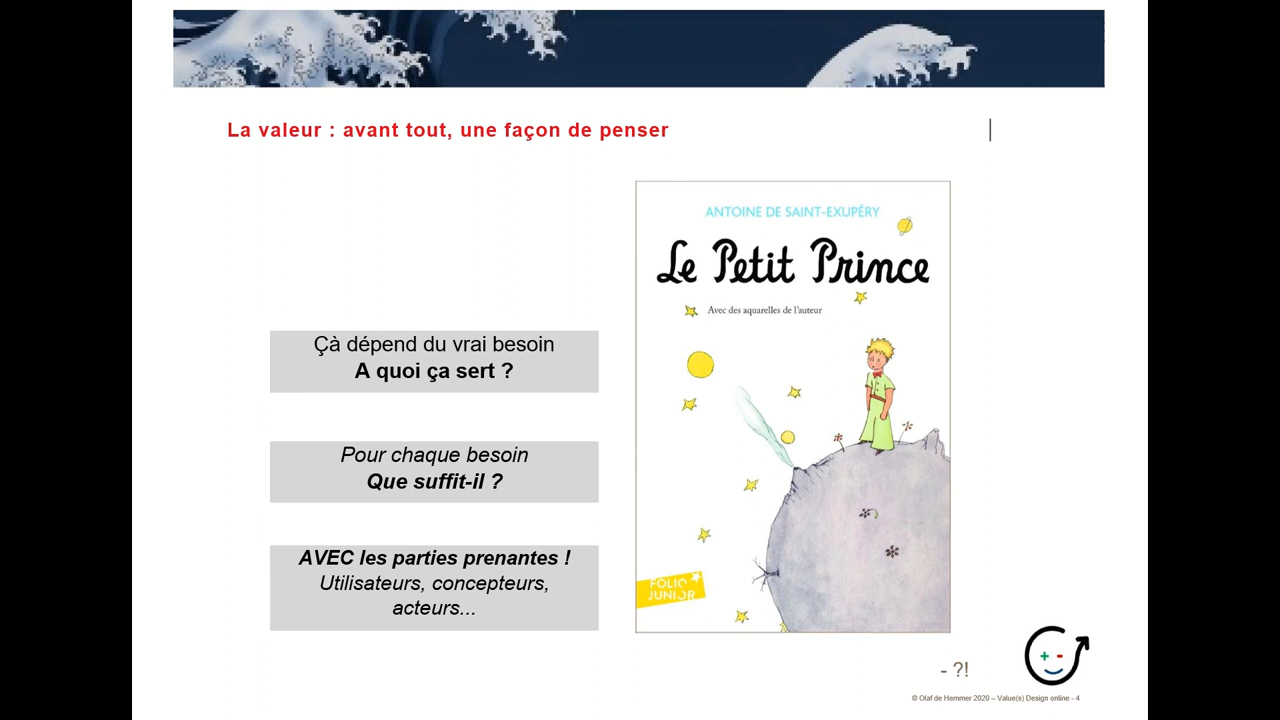 La valeur : avant tout, une façon de penser
ANTOINE DE SAINT-EXUPÉRY
Le Petit Prince
Avec des aquarelles de l'auteur
Çà dépend du vrai besoin
A quoi ça sert ?
Pour chaque besoin
Que suffit-il ?
AVEC les parties prenantes !
Utilisateurs, concepteurs,
acteurs...
FOLIO
JUNIOR
- ?!
© Olaf de Hemmer 2020 – Value(s) Design online - 4